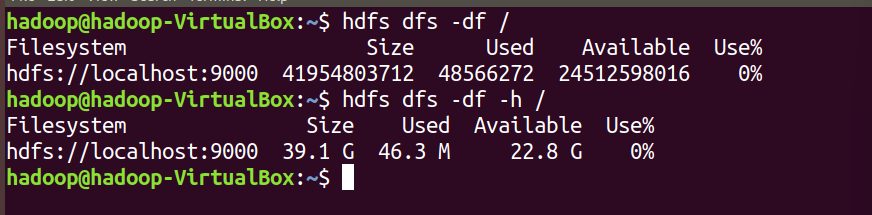 hadoop@hadoop-VirtualBox:~$ hdfs dfs -df /
Filesystem Size Used Available Use%
hdfs://localhost:9000 41954803712 48566272 24512598016 0%
hadoop@hadoop-VirtualBox:~$ hdfs dfs -df -h /
Filesystem Size Used Available Use%
hdfs://localhost:9000 39.1 G 46.3 M 22.8 G 0%
hadoop@hadoop-VirtualBox:~$